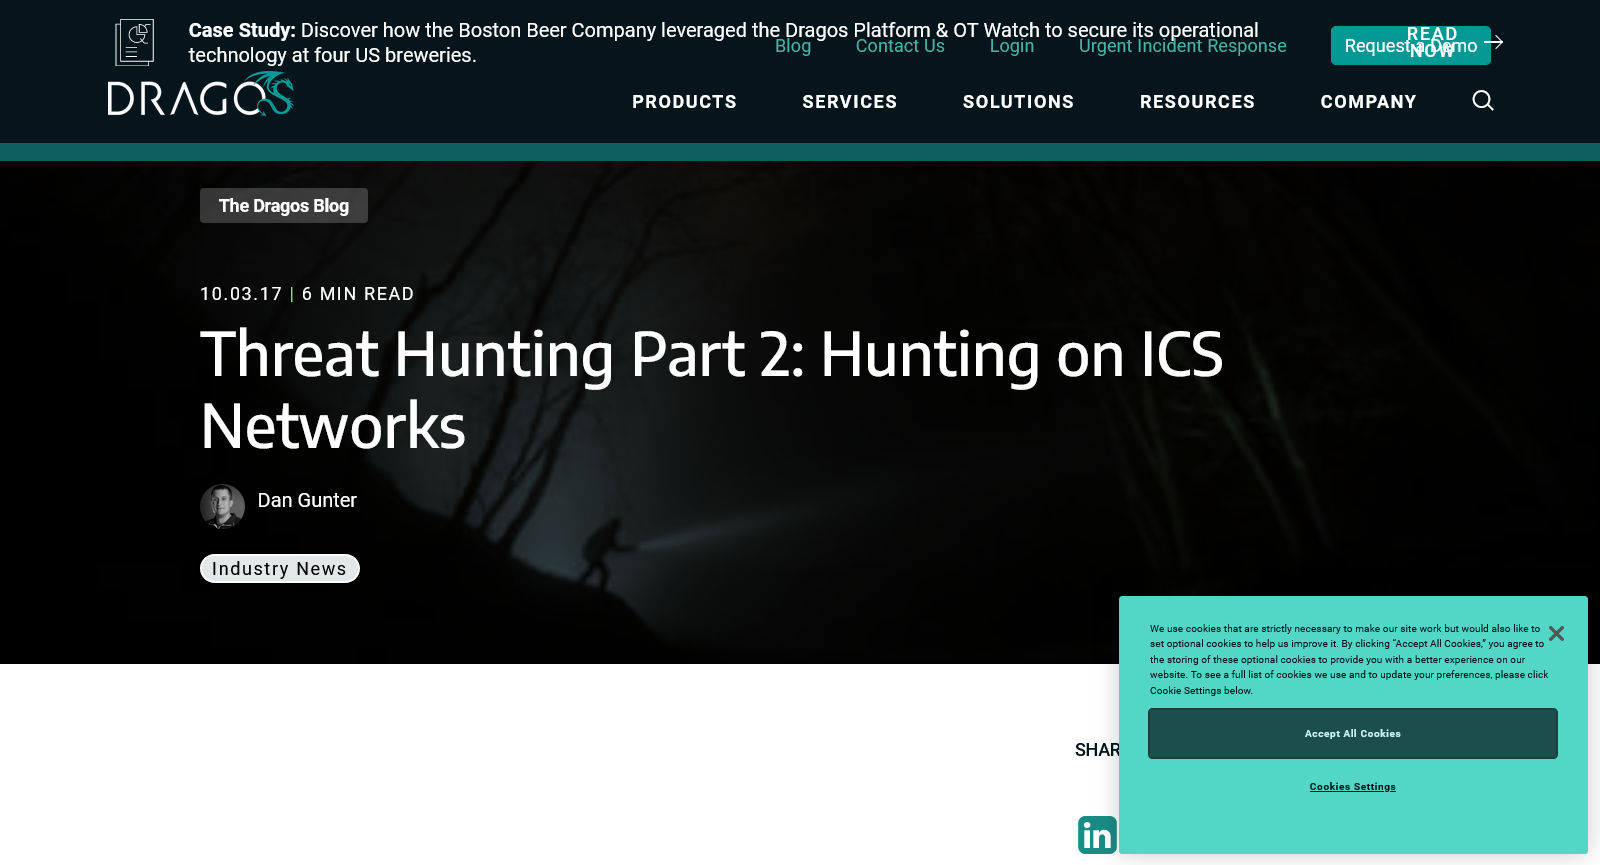 Case Study: Discover how the Boston Beer Company leveraged the Dragos Platform & OT Watch to secure its operational
technology at four US breweries.
READ
NOW
Blog
Contact Us
Login
Urgent Incident Response
Request a Demo
DRAGOS
PRODUCTS
SERVICES
SOLUTIONS
RESOURCES
COMPANY
The Dragos Blog
10.03.17 | 6 MIN READ
Threat Hunting Part 2: Hunting on ICS
Networks
Dan Gunter
Industry News
SHAR
in
We use cookies that are strictly necessary to make our site work but would also like to
set optional cookies to help us improve it. By clicking “Accept All Cookies,” you agree to
the storing of these optional cookies to provide you with a better experience on our
website. To see a full list of cookies we use and to update your preferences, please click
Cookie Settings below.
Accept All Cookies
Cookies Settings